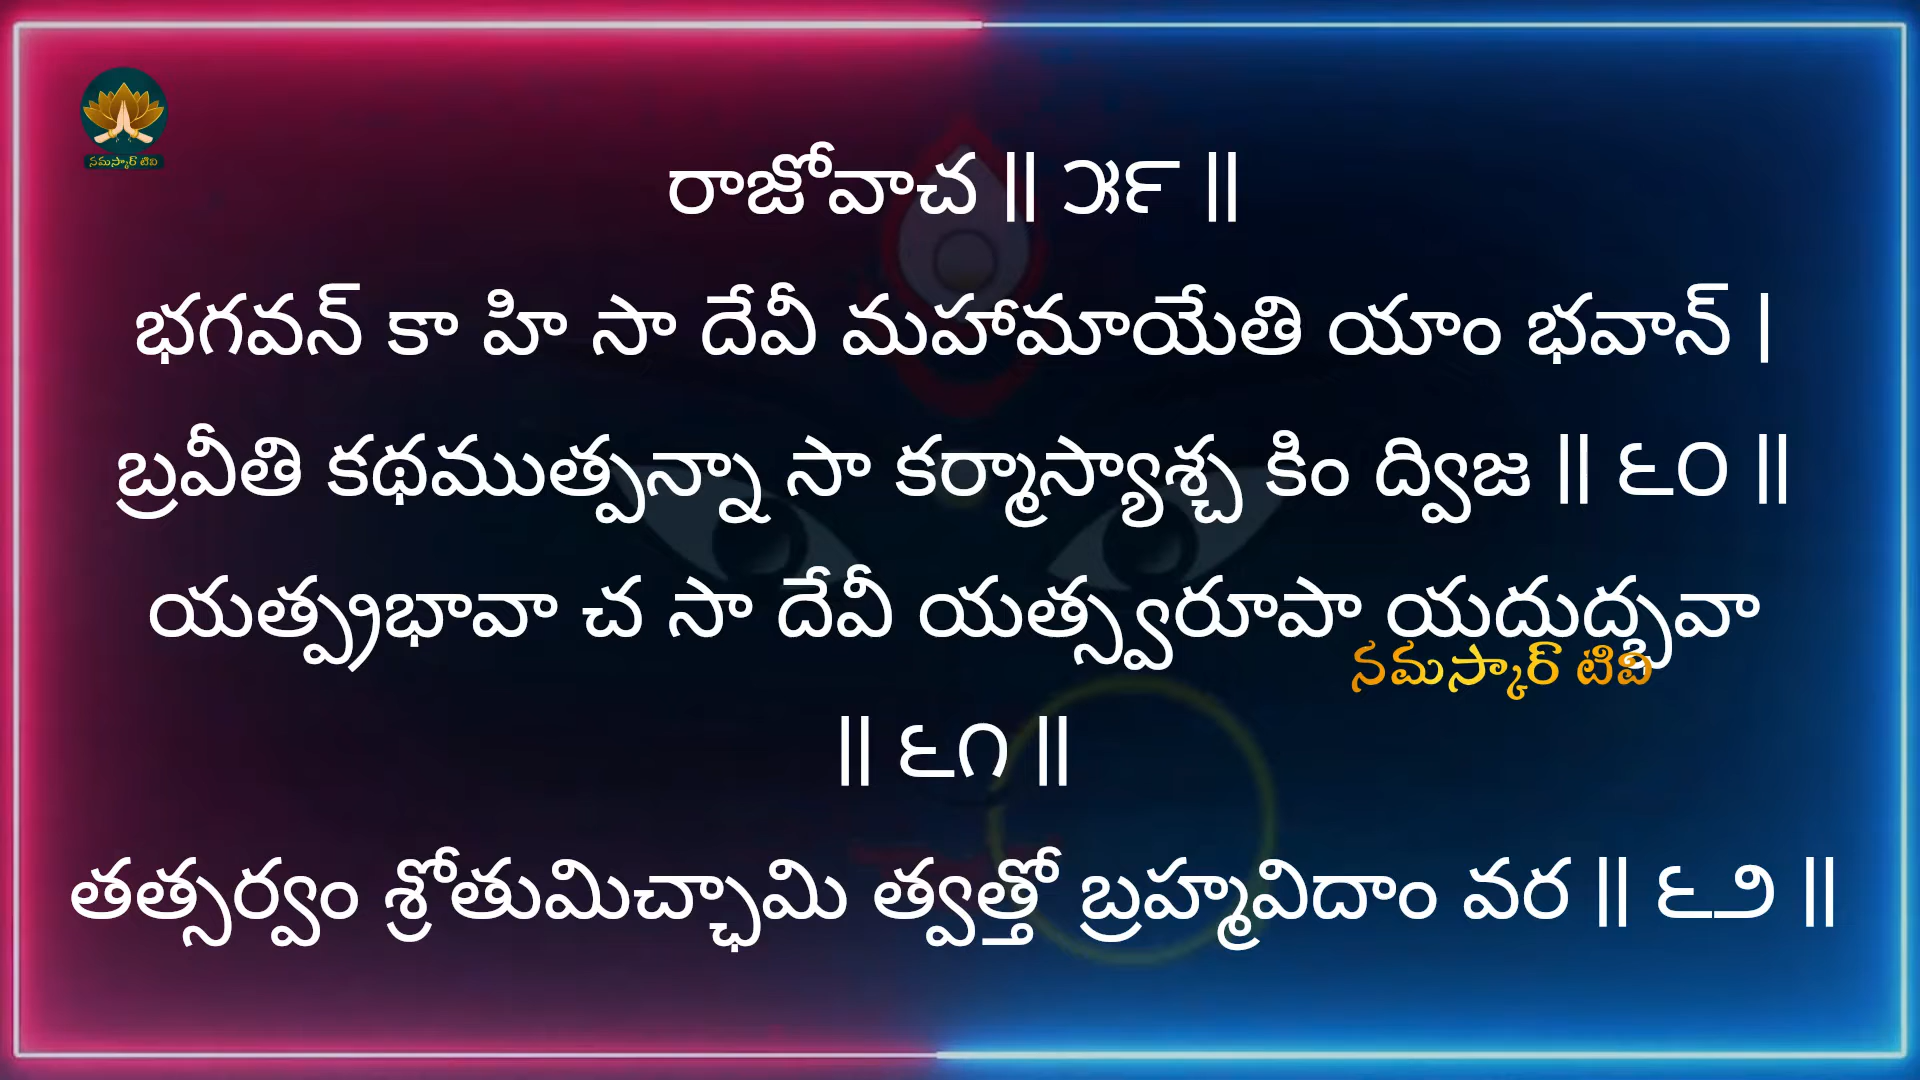 నమస్కార్ టివి
రాజోవాచ || ౫౯ ||
భగవన్ కా హి సా దేవీ మహామాయేతి యాం భవాన్ |
బ్రవీతి కథముత్పన్నా సా కర్మాస్యాశ్చ కిం ద్విజ || ౬౦ ||
యత్ప్రభావా చ సా దేవీ యత్స్వరూపా యదుద్భవా
నమస్కార్ టివి
|| ౬౧ ||
తత్సర్వం శ్రోతుమిచ్ఛామి త్వత్తో బ్రహ్మవిదాం వర || ౬౨ ||